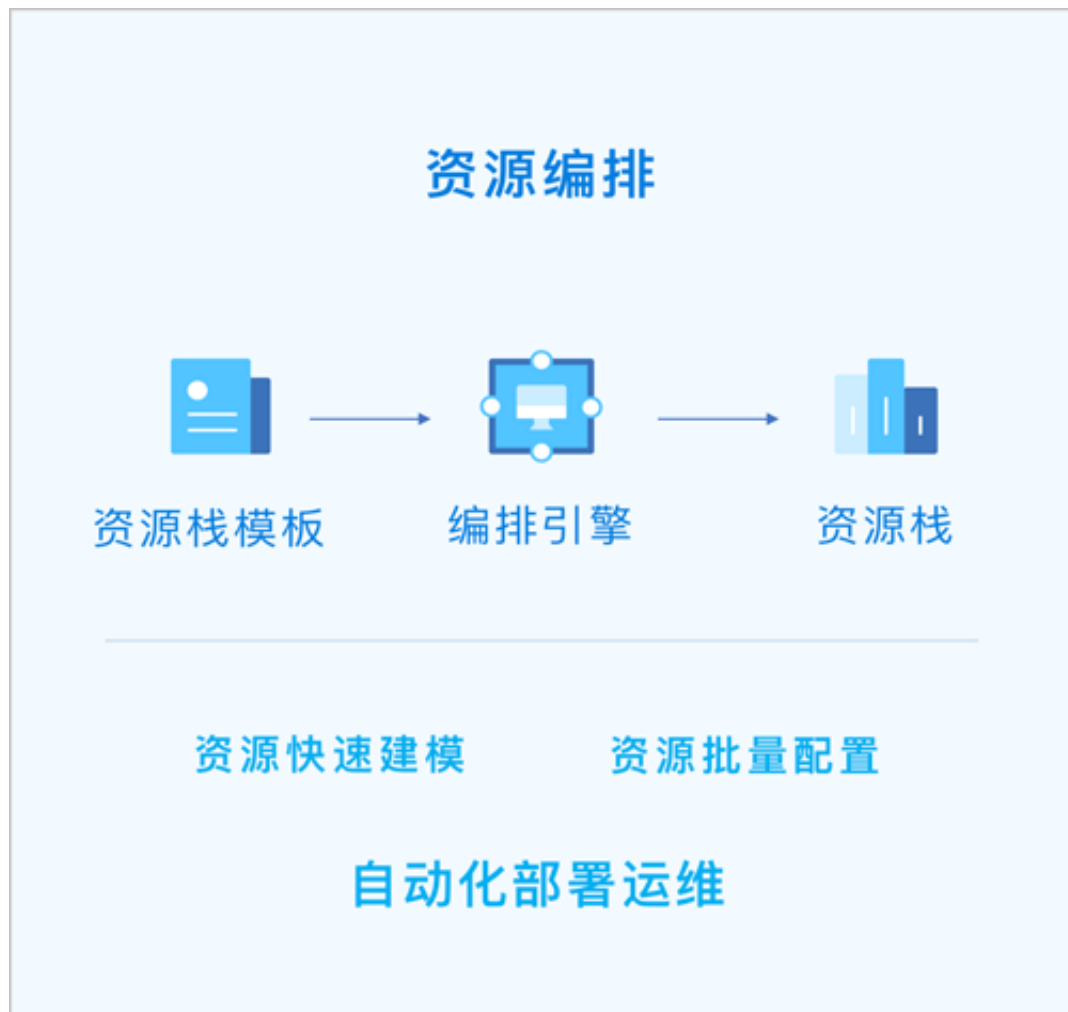 资源编排
资源栈模板
编排引擎
资源栈
资源快速建模
资源批量配置
自动化部署运维